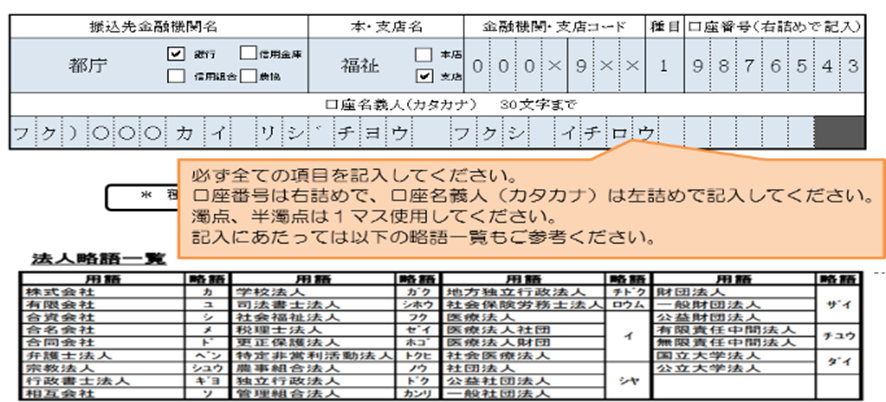 振込先金融機関名 本・支店名 金融機関・支店コード 種目 口座番号(右詰めで記入)
都庁 ✓ 銀行 信用金庫 信用組合 農協 福祉 本店 ✓ 支店 0 0 0 × 9 × × 1 9 8 7 6 5 4 3
口座名義人(カタカナ) 30文字まで
フ ク ) 〇 〇 〇 カ イ リ シ ゛ チ ヨ ウ フ ク シ イ チ ロ ウ
必ず全ての項目を記入してください。
口座番号は右詰めで、口座名義人(カタカナ)は左詰めで記入してください。
濁点、半濁点は1マス使用してください。
記入にあたっては以下の略語一覧もご参考ください。
* 種
法人略語一覧
用語 略語 用語 略語 用語 略語 用語 略語
株式会社 カ 学校法人 ガク 地方独立行政法人 チドク 財団法人 ザイ
有限会社 ユ 司法書士法人 シホウ 社会保険労務士法人 ロウム 一般財団法人
合資会社 シ 社会福祉法人 フク 医療法人 イ 公益財団法人
合名会社 メ 税理士法人 ゼイ 医療法人社団 有限責任中間法人 チユウ
合同会社 ド 更正保護法人 ホゴ 医療法人財団 無限責任中間法人
弁護士法人 ベン 特定非営利活動法人 トクヒ 社会医療法人 国立大学法人 ダイ
宗教法人 シユウ 農事組合法人 ノウ 社団法人 シヤ 公立大学法人
行政書士法人 ギヨ 独立行政法人 ドク 公益社団法人
相互会社 ソ 管理組合法人 カンリ 一般社団法人